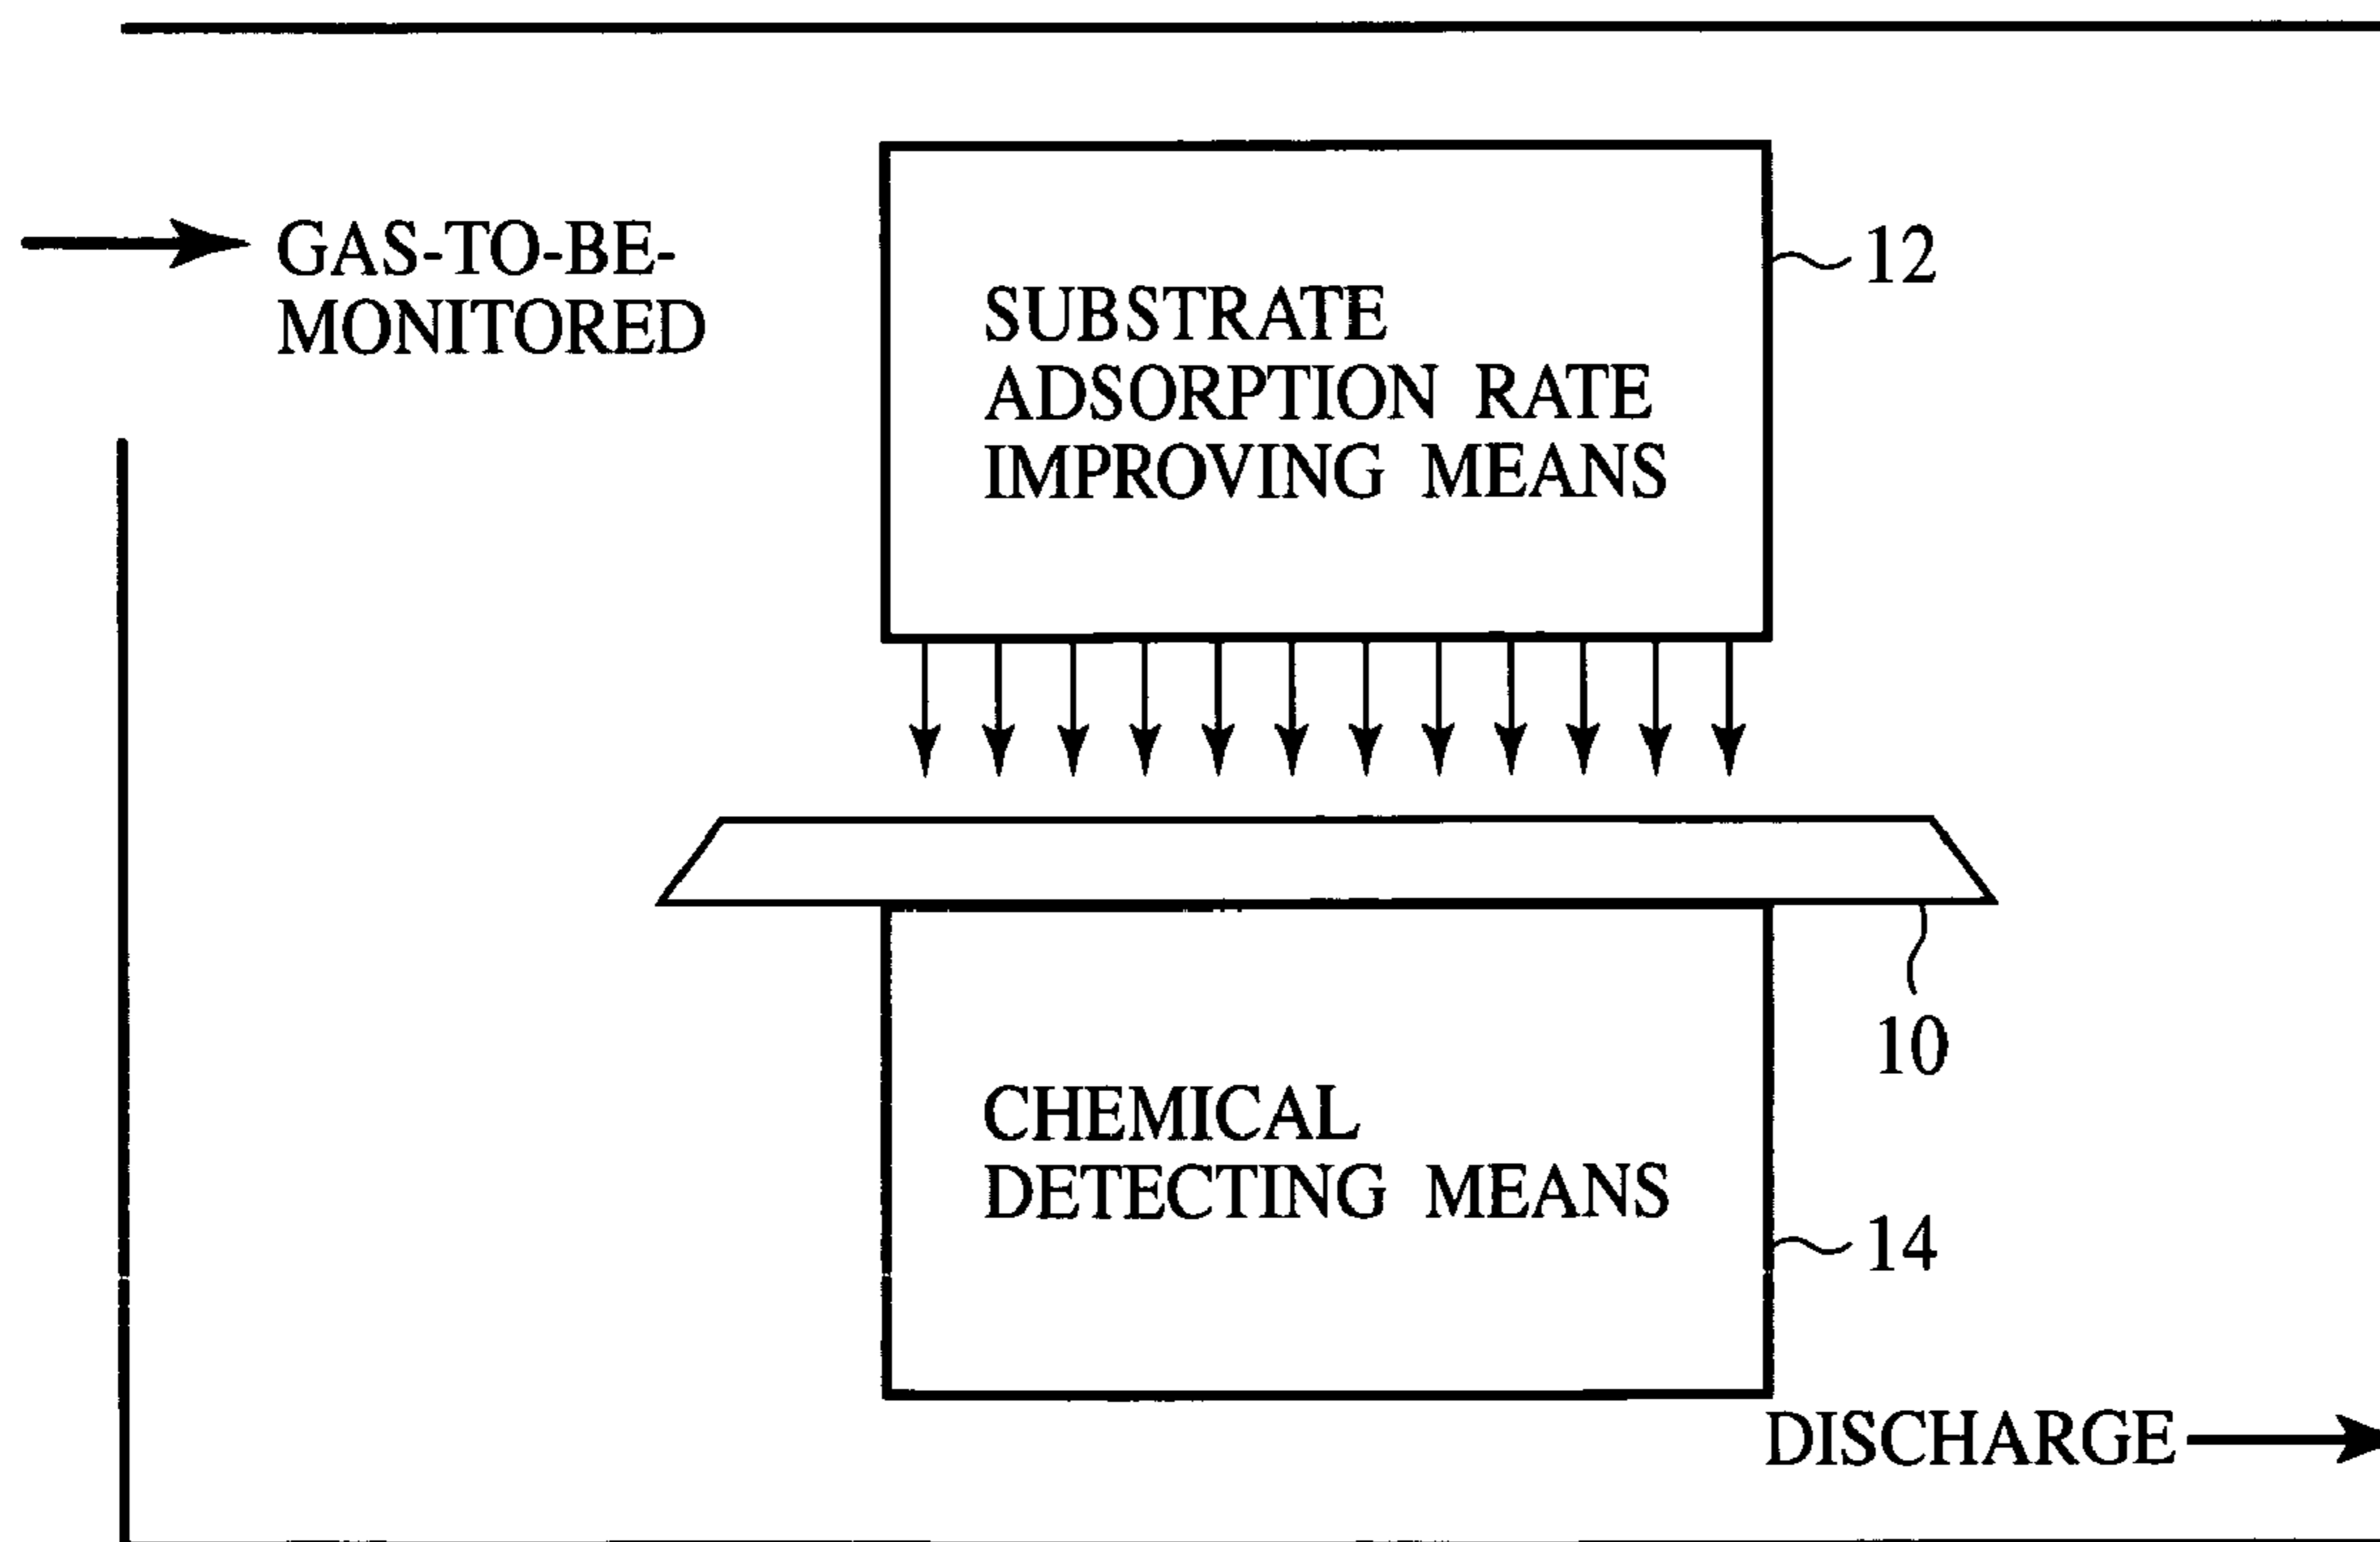 GAS-TO-BE-
MONITORED
SUBSTRATE
ADSORPTION RATE
IMPROVING MEANS
12
10
CHEMICAL
DETECTING MEANS
14
DISCHARGE